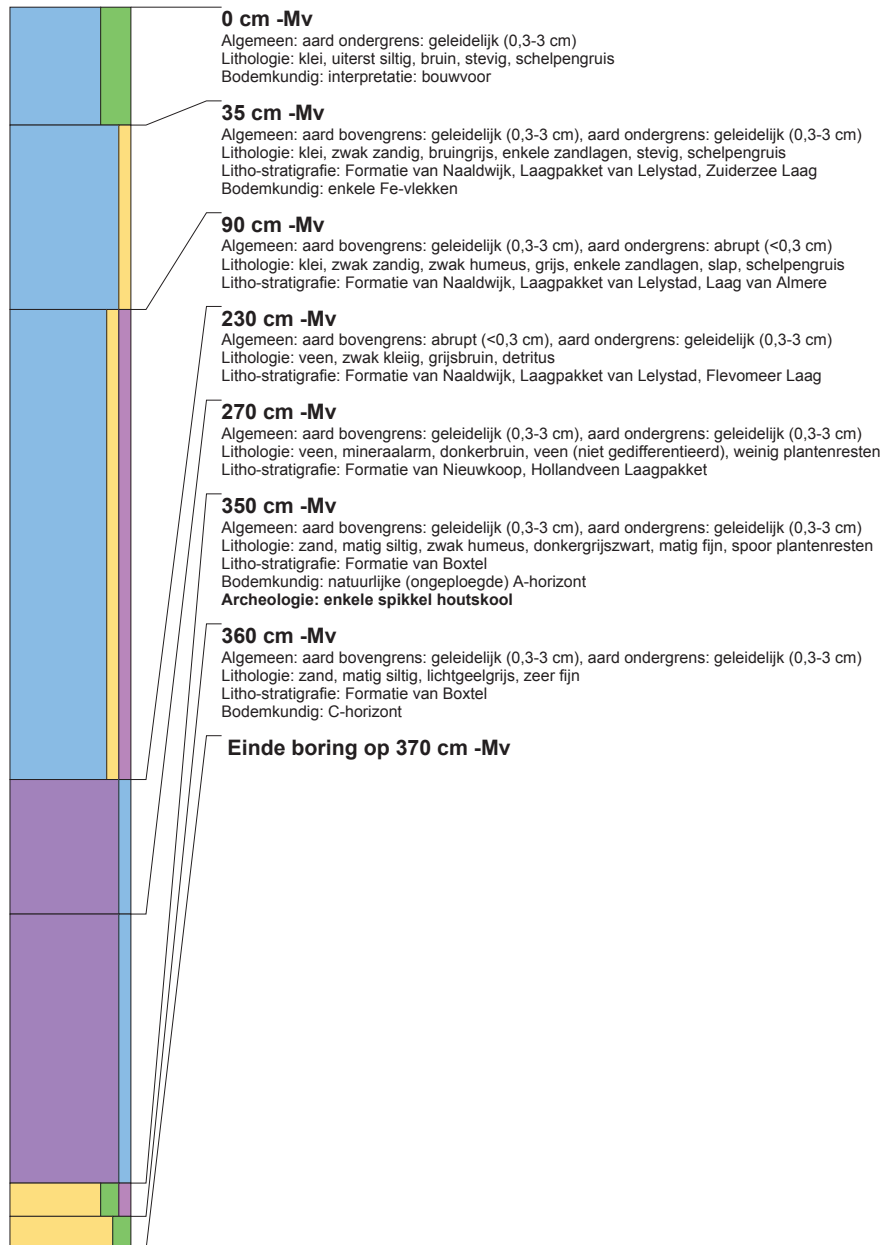 0 cm -Mv
Algemeen: aard ondergrens: geleidelijk (0,3-3 cm)
Lithologie: klei, uiterst siltig, bruin, stevig, schelpengruis
Bodemkundig: interpretatie: bouwvoor
35 cm -Mv
Algemeen: aard bovengrens: geleidelijk (0,3-3 cm), aard ondergrens: geleidelijk (0,3-3 cm)
Lithologie: klei, zwak zandig, bruingrijs, enkele zandlagen, stevig, schelpengruis
Litho-stratigrafie: Formatie van Naaldwijk, Laagpakket van Lelystad, Zuiderzee Laag
Bodemkundig: enkele Fe-vlekken
90 cm -Mv
Algemeen: aard bovengrens: geleidelijk (0,3-3 cm), aard ondergrens: abrupt (<0,3 cm)
Lithologie: klei, zwak zandig, zwak humeus, grijs, enkele zandlagen, slap, schelpengruis
Litho-stratigrafie: Formatie van Naaldwijk, Laagpakket van Lelystad, Laag van Almere
230 cm -Mv
Algemeen: aard bovengrens: abrupt (<0,3 cm), aard ondergrens: geleidelijk (0,3-3 cm)
Lithologie: veen, zwak kleiig, grijsbruin, detritus
Litho-stratigrafie: Formatie van Naaldwijk, Laagpakket van Lelystad, Flevomeer Laag
270 cm -Mv
Algemeen: aard bovengrens: geleidelijk (0,3-3 cm), aard ondergrens: geleidelijk (0,3-3 cm)
Lithologie: veen, mineraalarm, donkerbruin, veen (niet gedifferentieerd), weinig plantenresten
Litho-stratigrafie: Formatie van Nieuwkoop, Hollandveen Laagpakket
350 cm -Mv
Algemeen: aard bovengrens: geleidelijk (0,3-3 cm), aard ondergrens: geleidelijk (0,3-3 cm)
Lithologie: zand, matig siltig, zwak humeus, donkergrijszwart, matig fijn, spoor plantenresten
Litho-stratigrafie: Formatie van Boxtel
Bodemkundig: natuurlijke (ongeploegde) A-horizont
Archeologie: enkele spikkel houtskool
360 cm -Mv
Algemeen: aard bovengrens: geleidelijk (0,3-3 cm), aard ondergrens: geleidelijk (0,3-3 cm)
Lithologie: zand, matig siltig, lichtgeelgrijs, zeer fijn
Litho-stratigrafie: Formatie van Boxtel
Bodemkundig: C-horizont
Einde boring op 370 cm -Mv